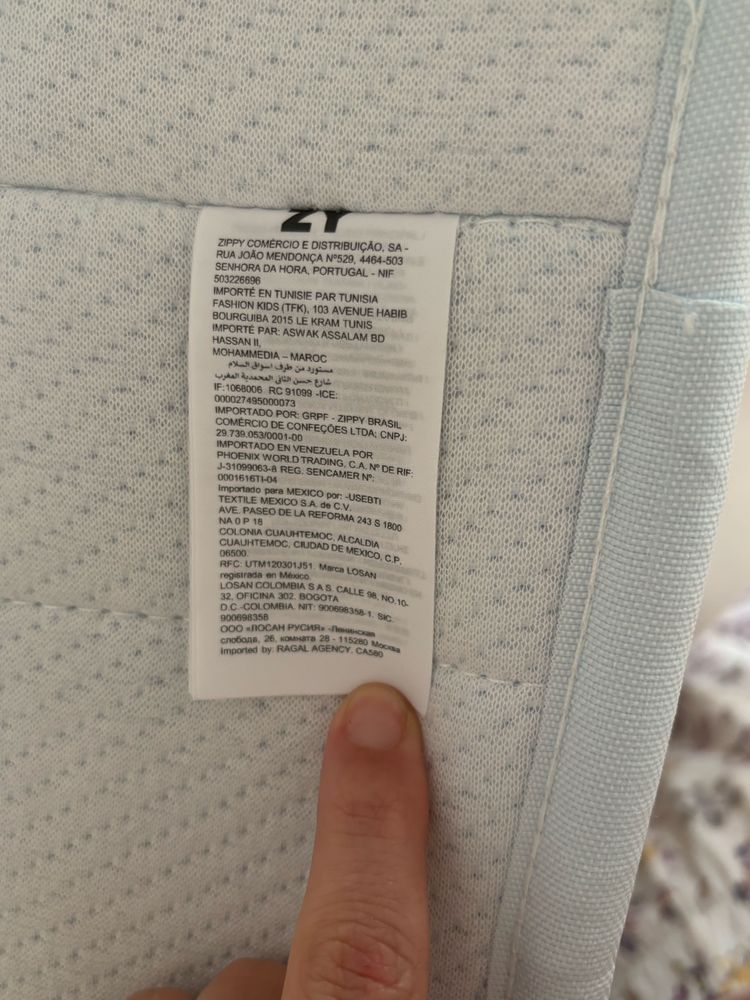 ZY
ZIPPY COMÉRCIO E DISTRIBUIÇÃO, SA -
RUA JOÃO MENDONÇA Nº529, 4464-503
SENHORA DA HORA, PORTUGAL - NIF
503226696
IMPORTÉ EN TUNISIE PAR TUNISIA
FASHION KIDS (TFK), 103 AVENUE HABIB
BOURGUIBA 2015 LE KRAM TUNIS
IMPORTÉ PAR: ASWAK ASSALAM BD
HASSAN II,
MOHAMMEDIA – MAROC
مستورد من طرف اسواق السلام
شارع حسن الثاني المحمدية المغرب
IF:1068006 RC 91099 -ICE:
000027495000073
IMPORTADO POR: GRPF - ZIPPY BRASIL
COMÉRCIO DE CONFEÇÕES LTDA; CNPJ:
29.739.053/0001-00
IMPORTADO EN VENEZUELA POR
PHOENIX WORLD TRADING, C.A. Nº DE RIF:
J-31099063-8 REG. SENCAMER Nº:
0001616TI-04
Importado para MEXICO por: -USEBTI
TEXTILE MEXICO S.A. de C.V.
AVE. PASEO DE LA REFORMA 243 S 1800
NA 0 P 18
COLONIA CUAUHTEMOC, ALCALDIA
CUAUHTEMOC, CIUDAD DE MEXICO, C.P.
06500.
RFC: UTM120301J51. Marca LOSAN
registrada en México.
LOSAN COLOMBIA S A S. CALLE 98, NO.10-
32, OFICINA 302. BOGOTA
D.C.-COLOMBIA. NIT: 900698358-1. SIC.
900698358
ООО «ЛОСАН РУСИЯ» -Ленинская
слобода, 26, комната 28 - 115280 Москва
Imported by: RAGAL AGENCY. CA580